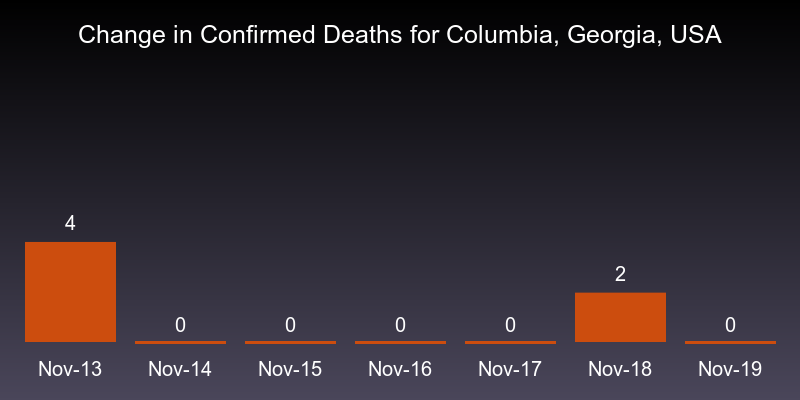 Change in Confirmed Deaths for Columbia, Georgia, USA
4
0
0
0
0
2
0
Nov-13
Nov-14
Nov-15
Nov-16
Nov-17
Nov-18
Nov-19